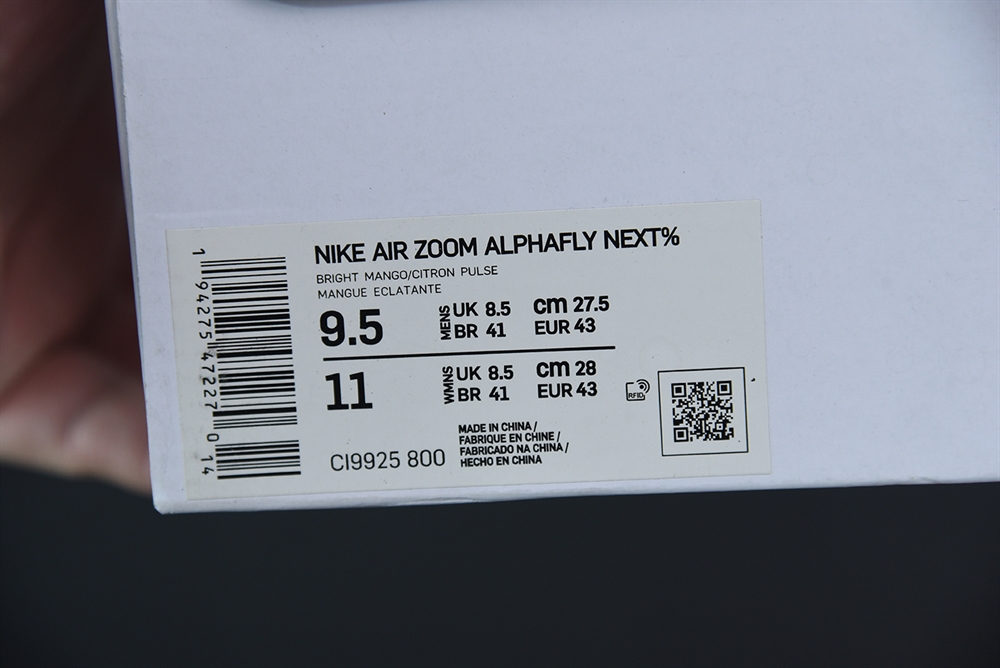 NIKE AIR ZOOM ALPHAFLY NEXT%
BRIGHT MANGO/CITRON PULSE
MANGUE ECLATANTE
9.5 MENS UK 8.5 cm 27.5
BR 41 EUR 43
11 WMNS UK 8.5 cm 28
BR 41 EUR 43
RFID
MADE IN CHINA /
FABRIQUE EN CHINE /
FABRICADO NA CHINA /
HECHO EN CHINA
CI9925 800
1 94275 47227 0 14